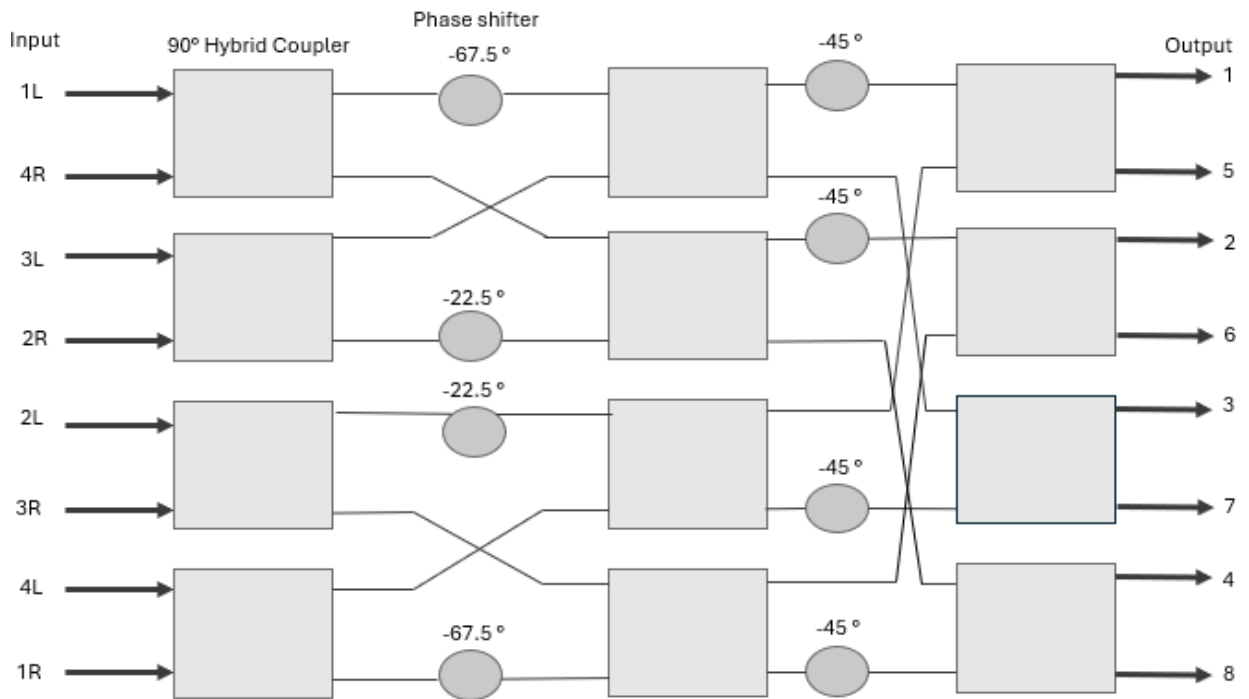 Phase shifter
Input
90º Hybrid Coupler
-67.5 º
-45 º
Output
1L
1
4R
5
-45 º
3L
2
-22.5 º
2R
6
-22.5 º
2L
3
-45 º
3R
7
4L
4
-67.5 º
-45 º
1R
8